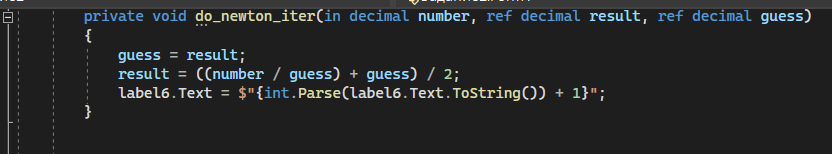 private void do_newton_iter(in decimal number, ref decimal result, ref decimal guess)
{
guess = result;
result = ((number / guess) + guess) / 2;
label6.Text = $"{int.Parse(label6.Text.ToString()) + 1}";
}